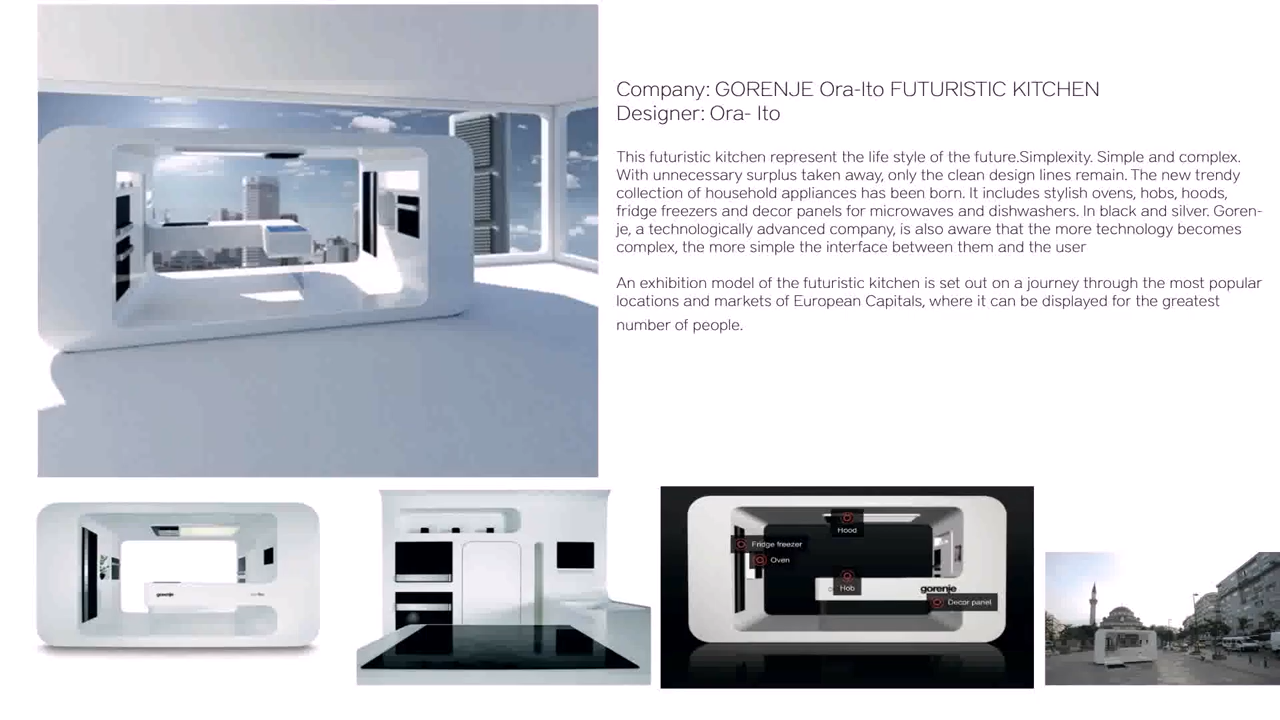 Company: GORENJE Ora-Ito FUTURISTIC KITCHEN
Designer: Ora- Ito
This futuristic kitchen represent the life style of the future.Simplexity. Simple and complex.
With unnecessary surplus taken away, only the clean design lines remain. The new trendy
collection of household appliances has been born. It includes stylish ovens, hobs, hoods,
fridge freezers and decor panels for microwaves and dishwashers. In black and silver. Goren-
je, a technologically advanced company, is also aware that the more technology becomes
complex, the more simple the interface between them and the user
An exhibition model of the futuristic kitchen is set out on a journey through the most popular
locations and markets of European Capitals, where it can be displayed for the greatest
number of people.
gorenje
Hood
Fridge freezer
Oven
Hob
gorenje
Decor panel